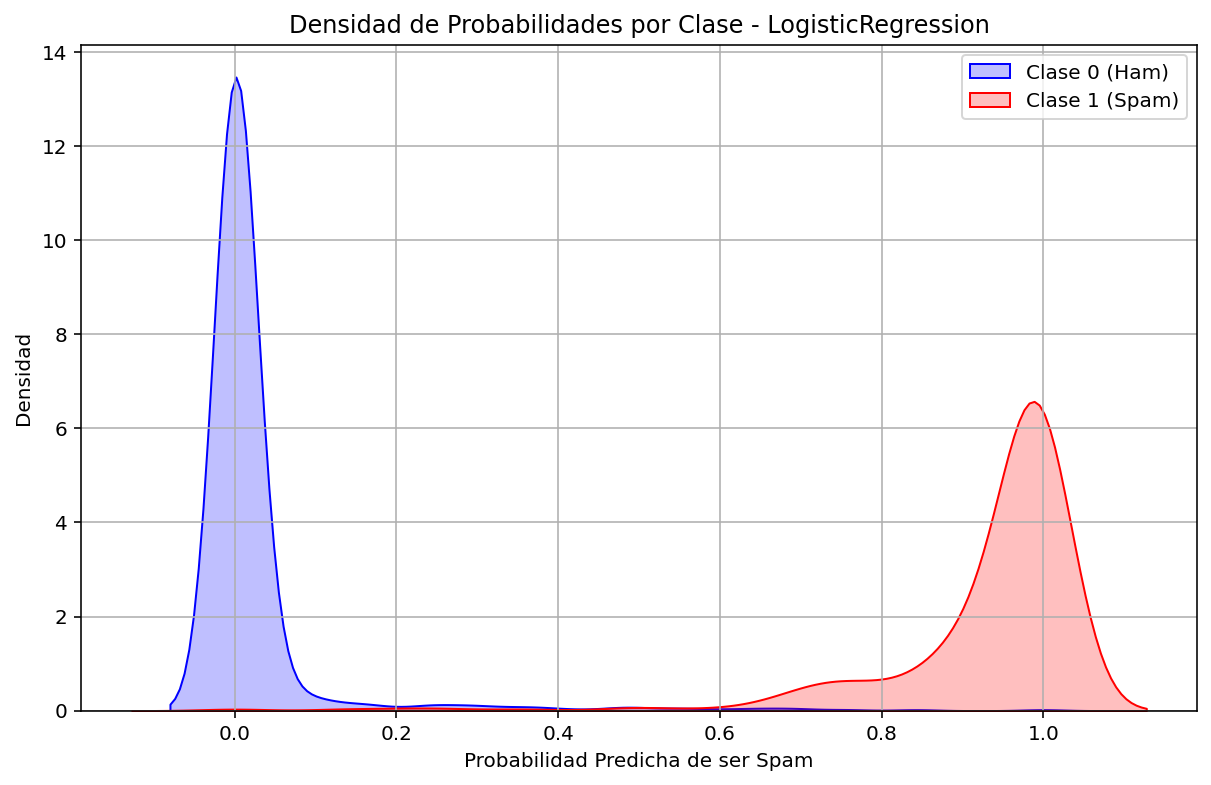 Densidad de Probabilidades por Clase - LogisticRegression
Clase 0 (Ham)
Clase 1 (Spam)
Densidad
14
12
10
8
6
4
2
0
0.0 0.2 0.4 0.6 0.8 1.0
Probabilidad Predicha de ser Spam